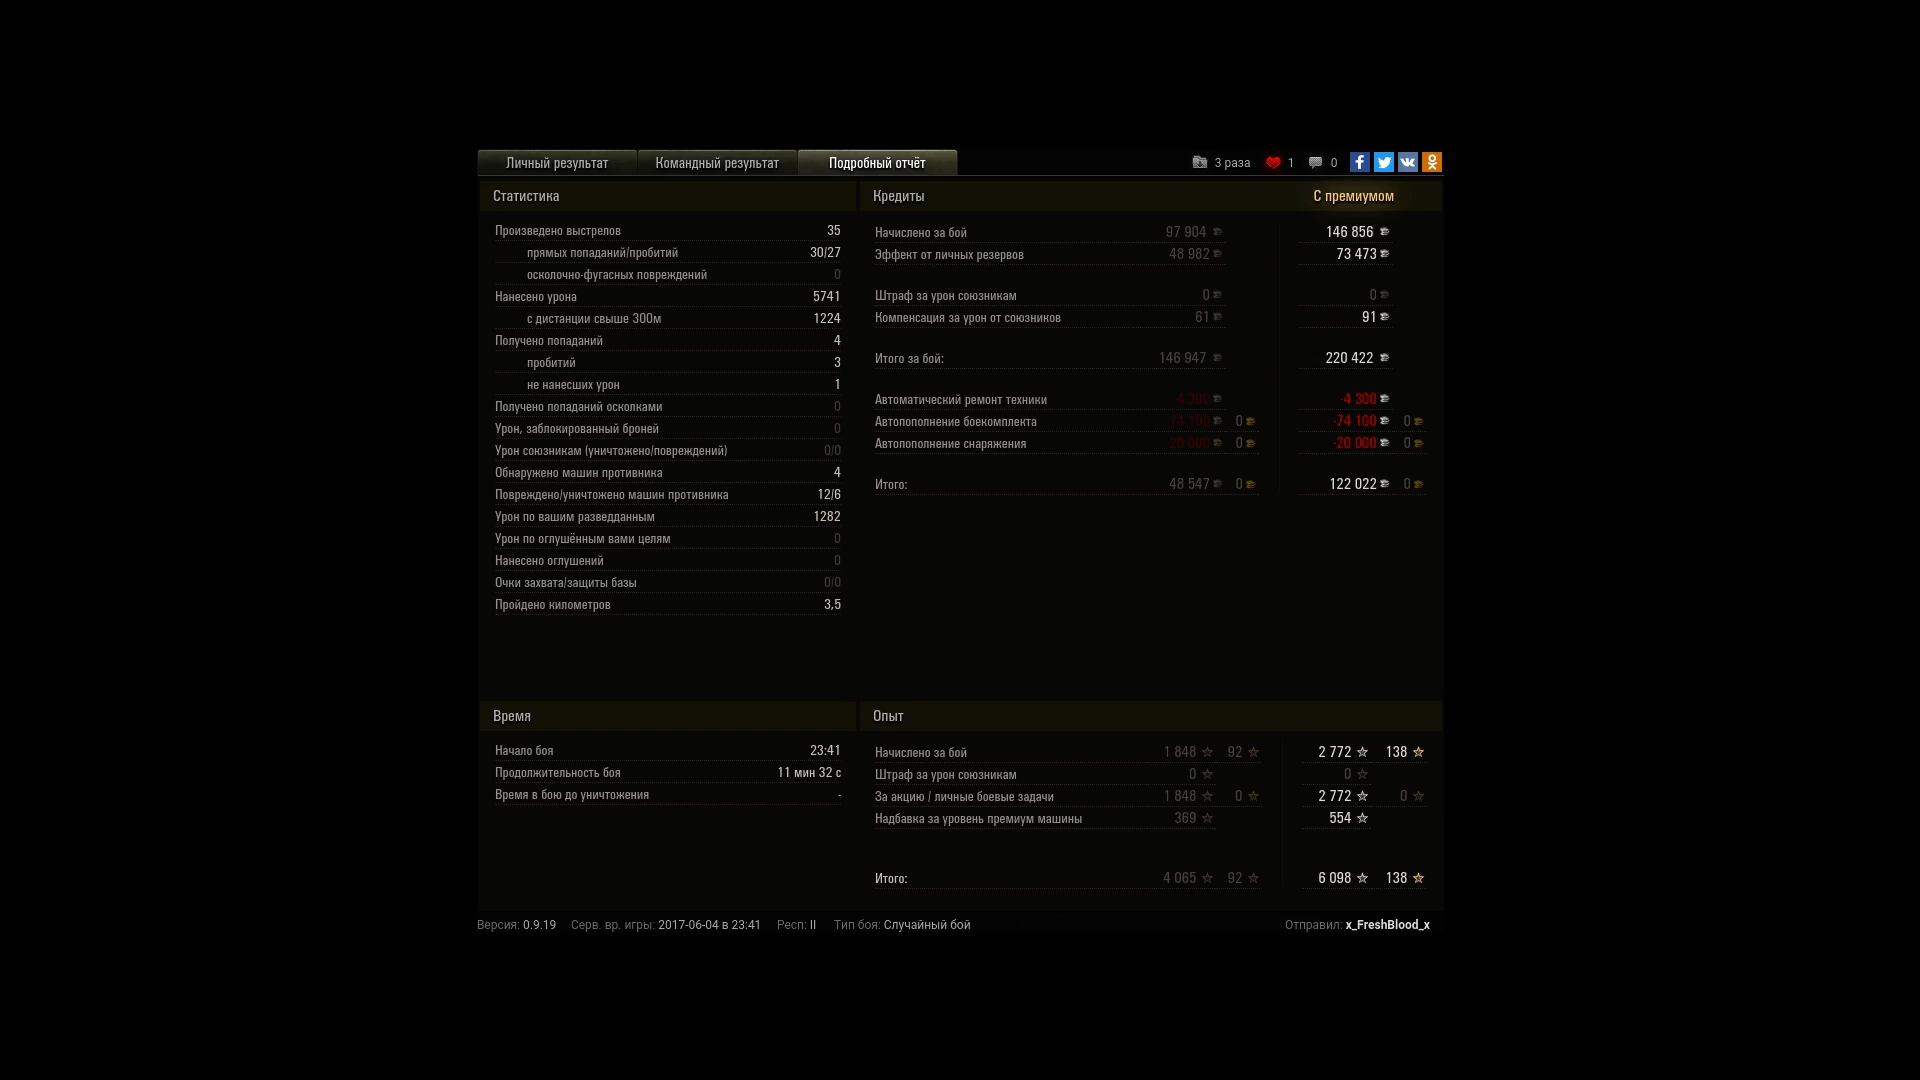 Личный результат Командный результат Подробный отчёт 3 раза 1 0
Статистика
Произведено выстрелов 35
прямых попаданий/пробитий 30/27
осколочно-фугасных повреждений 0
Нанесено урона 5741
с дистанции свыше 300м 1224
Получено попаданий 4
пробитий 3
не нанесших урон 1
Получено попаданий осколками 0
Урон, заблокированный броней 0
Урон союзникам (уничтожено/повреждений) 0/0
Обнаружено машин противника 4
Повреждено/уничтожено машин противника 12/6
Урон по вашим разведданным 1282
Урон по оглушённым вами целям 0
Нанесено оглушений 0
Очки захвата/защиты базы 0/0
Пройдено километров 3,5
Кредиты С премиумом
Начислено за бой 97 904 146 856
Эффект от личных резервов 48 982 73 473
Штраф за урон союзникам 0 0
Компенсация за урон от союзников 61 91
Итого за бой: 146 947 220 422
Автоматический ремонт техники -4 300 -4 300
Автопополнение боекомплекта -74 100 0 -74 100 0
Автопополнение снаряжения -20 000 0 -20 000 0
Итого: 48 547 0 122 022 0
Время
Начало боя 23:41
Продолжительность боя 11 мин 32 с
Время в бою до уничтожения -
Опыт
Начислено за бой 1 848 92 2 772 138
Штраф за урон союзникам 0 0
За акцию / личные боевые задачи 1 848 0 2 772 0
Надбавка за уровень премиум машины 369 554
Итого: 4 065 92 6 098 138
Версия: 0.9.19 Серв. вр. игры: 2017-06-04 в 23:41 Респ: II Тип боя: Случайный бой Отправил: x_FreshBlood_x